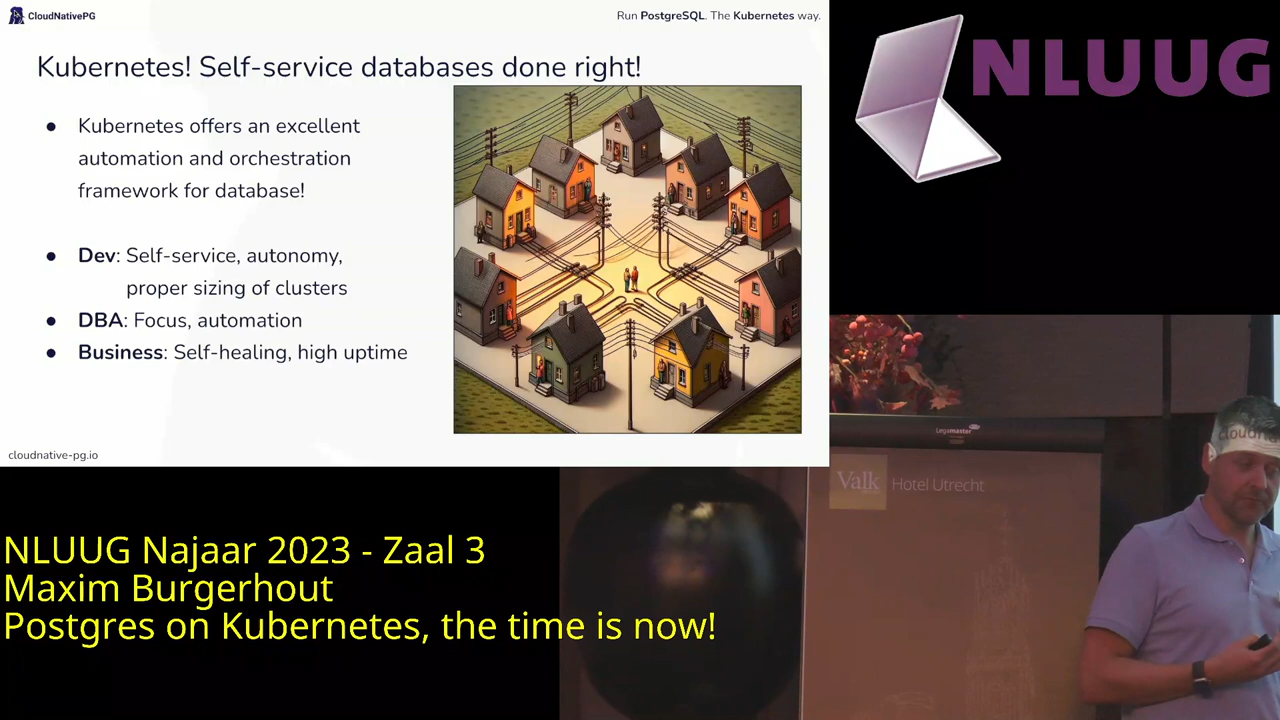 CloudNativePG
Run PostgreSQL. The Kubernetes way.
Kubernetes! Self-service databases done right!
● Kubernetes offers an excellent
automation and orchestration
framework for database!
● Dev: Self-service, autonomy,
proper sizing of clusters
● DBA: Focus, automation
● Business: Self-healing, high uptime
cloudnative-pg.io
NLUUG
Legamaster
Valk
Hotel Utrecht
NLUUG Najaar 2023 - Zaal 3
Maxim Burgerhout
Postgres on Kubernetes, the time is now!